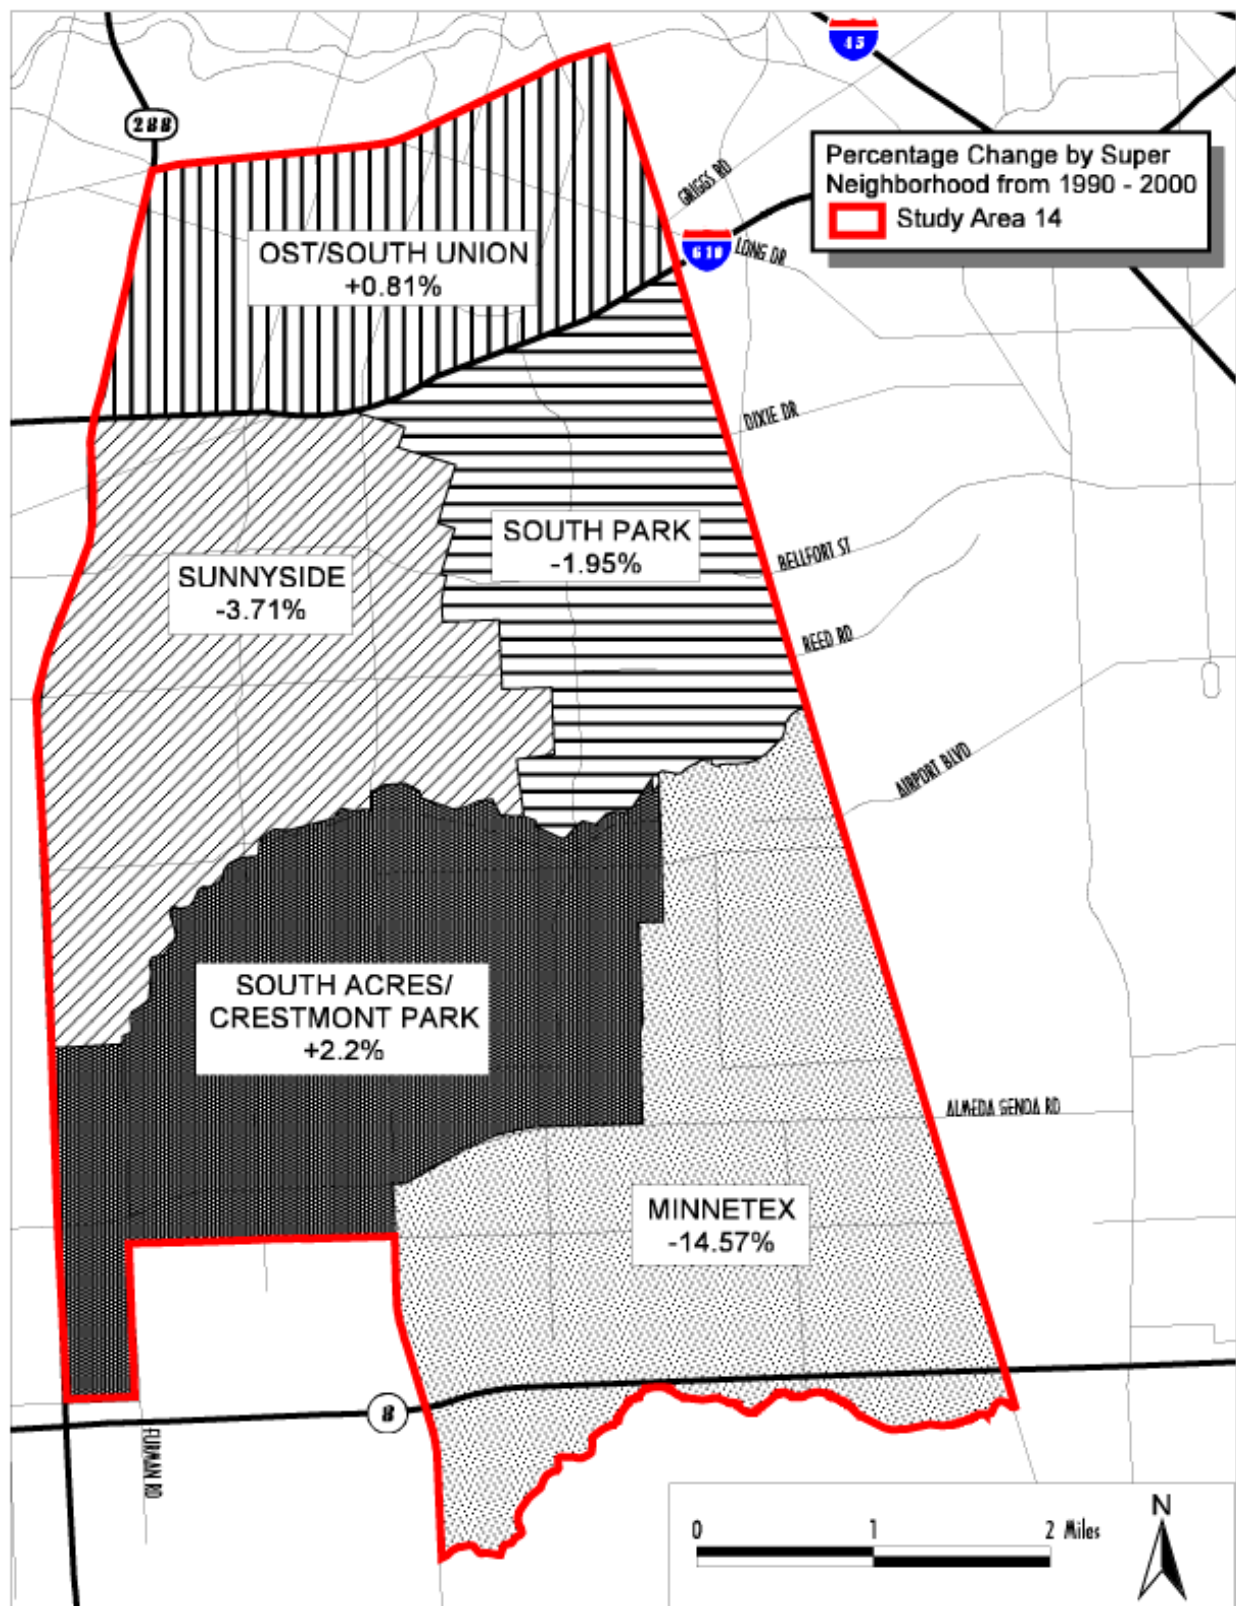 45
288
Percentage Change by Super
Neighborhood from 1990 - 2000
Study Area 14
GRIGGS RD
610
LONG DR
OST/SOUTH UNION
+0.81%
DIXIE DR
SOUTH PARK
-1.95%
BELLFORT ST
SUNNYSIDE
-3.71%
REED RD
AIRPORT BLVD
SOUTH ACRES/
CRESTMONT PARK
+2.2%
ALMEDA GENOA RD
MINNETEX
-14.57%
8
FURMAN RD
N
0 1 2 Miles